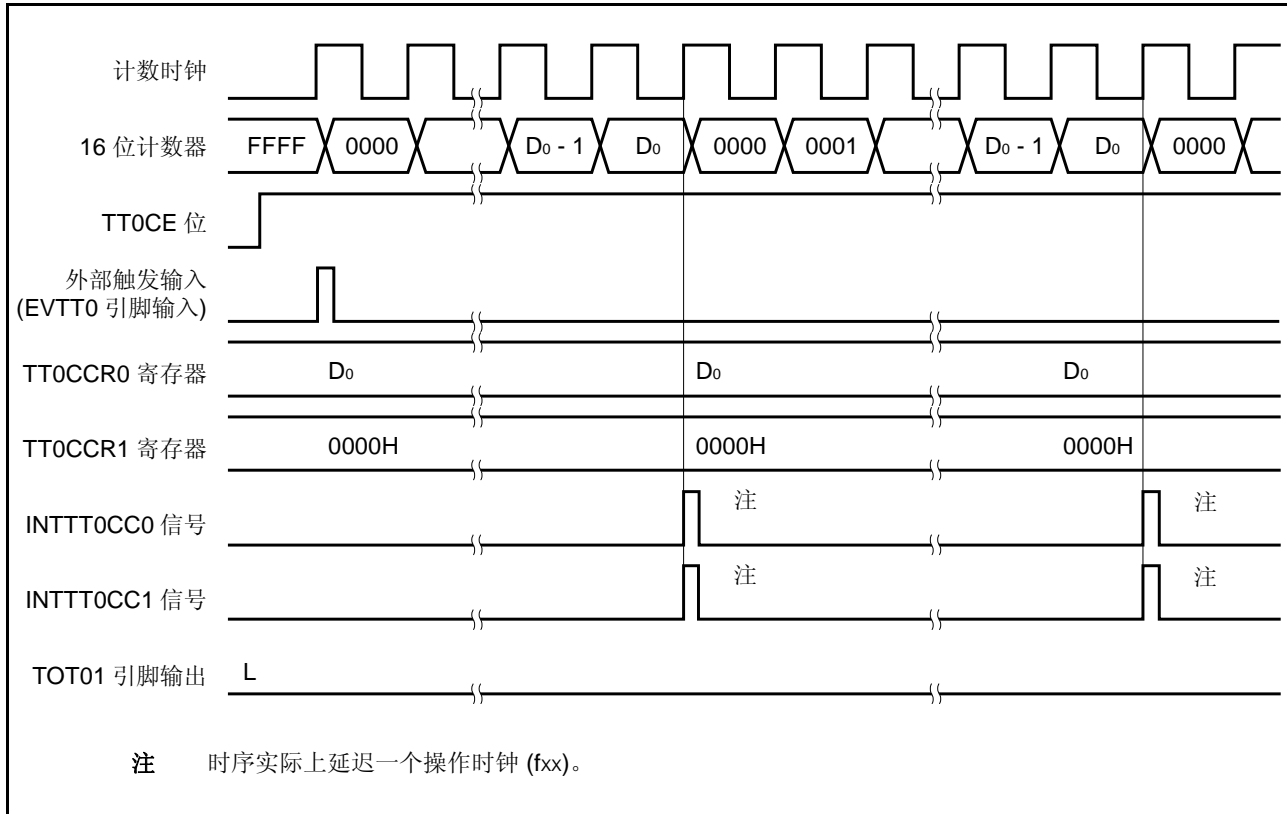 计数时钟
16 位计数器 FFFF 0000 D0 - 1 D0 0000 0001 D0 - 1 D0 0000
TT0CE 位
外部触发输入
(EVTT0 引脚输入)
TT0CCR0 寄存器 D0 D0 D0
TT0CCR1 寄存器 0000H 0000H 0000H
INTTT0CC0 信号 注 注
INTTT0CC1 信号 注 注
TOT01 引脚输出 L
注 时序实际上延迟一个操作时钟 (fxx)。